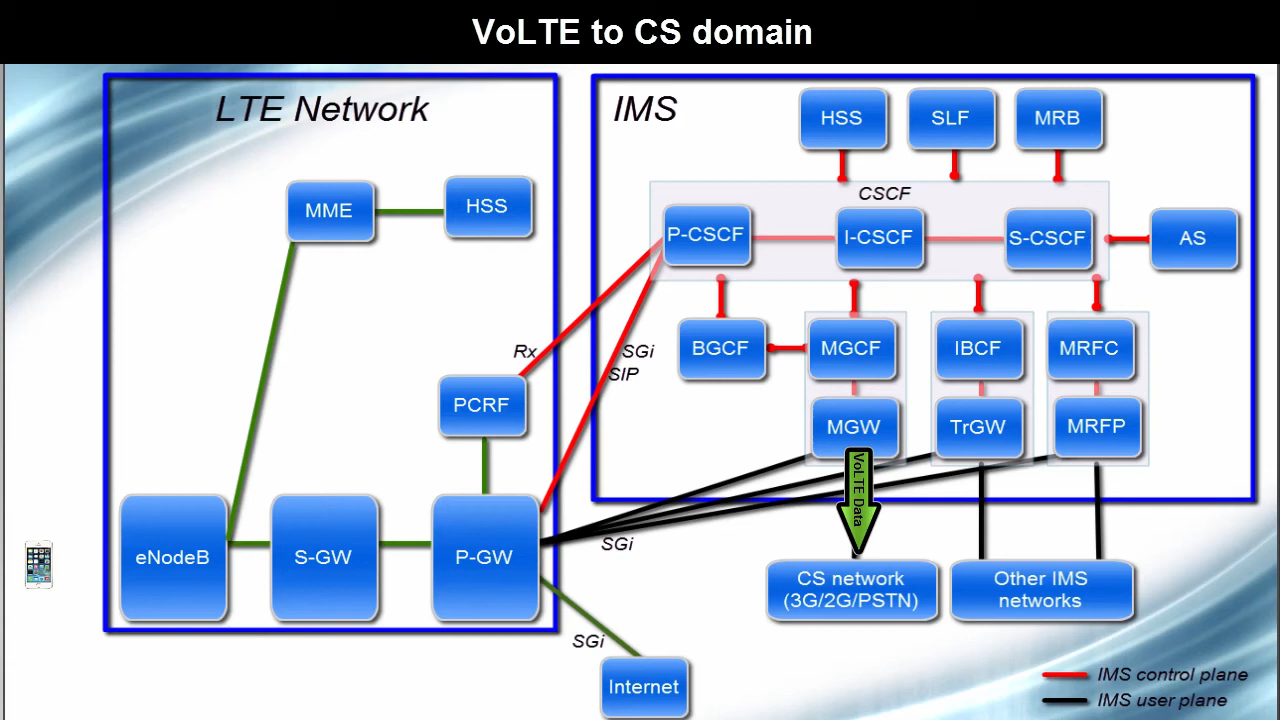 VoLTE to CS domain
LTE Network
IMS
HSS
SLF
MRB
CSCF
MME
HSS
P-CSCF
I-CSCF
S-CSCF
AS
Rx
SGi
SIP
BGCF
MGCF
IBCF
MRFC
PCRF
MGW
TrGW
MRFP
VoLTE Data
eNodeB
S-GW
P-GW
SGi
CS network
(3G/2G/PSTN)
Other IMS
networks
SGi
Internet
IMS control plane
IMS user plane